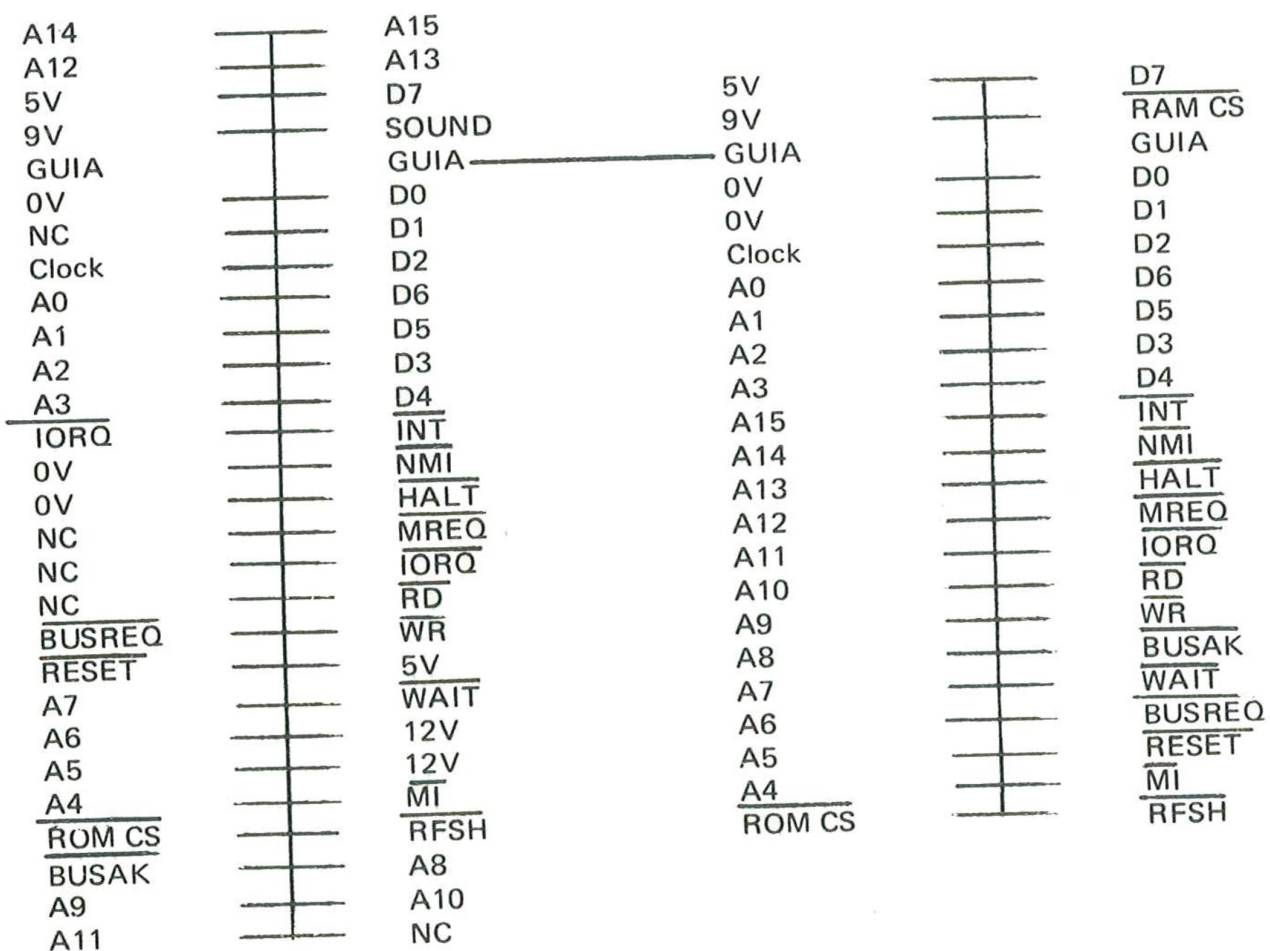 A14 A15
A12 A13
5V D7
9V SOUND
GUIA GUIA
0V D0
NC D1
Clock D2
A0 D6
A1 D5
A2 D3
A3 D4
IORQ INT
0V NMI
0V HALT
NC MREQ
NC IORQ
NC RD
BUSREQ WR
RESET 5V
A7 WAIT
A6 12V
A5 12V
A4 MI
ROM CS RFSH
BUSAK A8
A9 A10
A11 NC
5V D7
9V RAM CS
GUIA GUIA
0V D0
0V D1
Clock D2
A0 D6
A1 D5
A2 D3
A3 D4
A15 INT
A14 NMI
A13 HALT
A12 MREQ
A11 IORQ
A10 RD
A9 WR
A8 BUSAK
A7 WAIT
A6 BUSREQ
A5 RESET
A4 MI
ROM CS RFSH